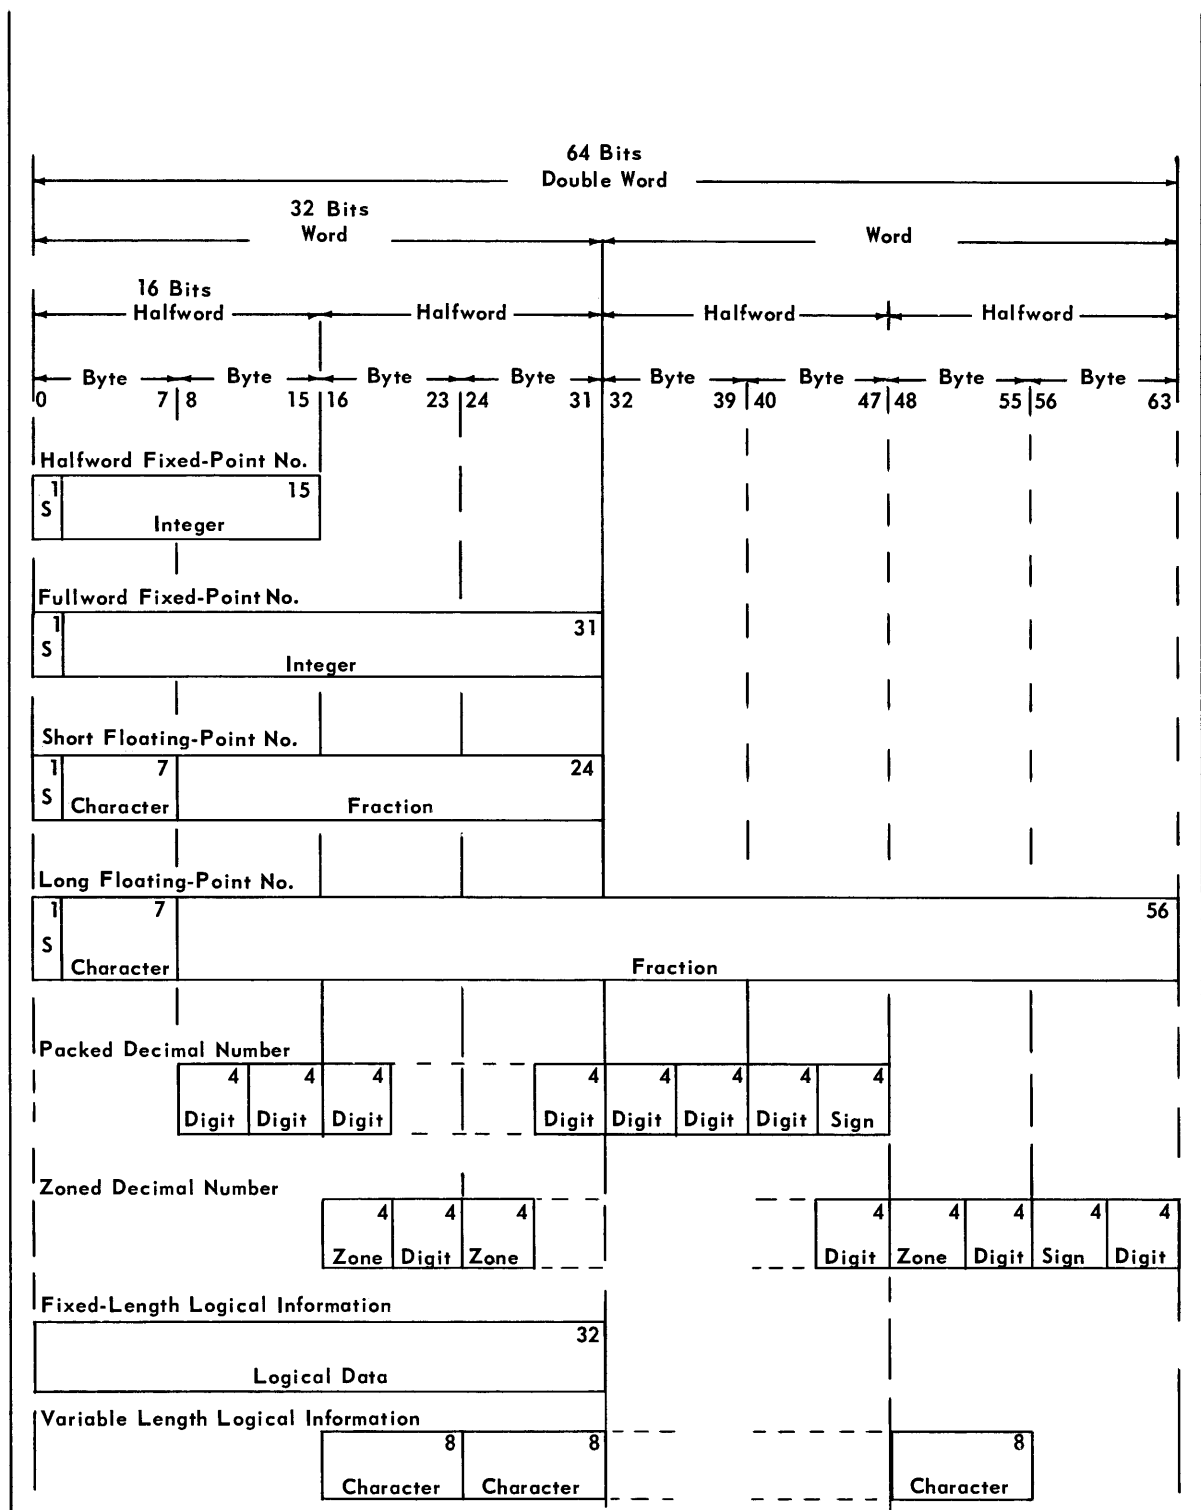 64 Bits
Double Word
32 Bits
Word Word
16 Bits
Halfword Halfword Halfword Halfword
Byte Byte Byte Byte Byte Byte Byte Byte
0 7 8 15 16 23 24 31 32 39 40 47 48 55 56 63
Halfword Fixed-Point No.
1 15
S
Integer
Fullword Fixed-Point No.
1 31
S
Integer
Short Floating-Point No.
1 7 24
S
Character Fraction
Long Floating-Point No.
1 7 56
S
Character Fraction
Packed Decimal Number
4 4 4 4 4 4 4 4
Digit Digit Digit Digit Digit Digit Digit Sign
Zoned Decimal Number
4 4 4 4 4 4 4 4
Zone Digit Zone Digit Zone Digit Sign Digit
Fixed-Length Logical Information
32
Logical Data
Variable Length Logical Information
8 8 8
Character Character Character